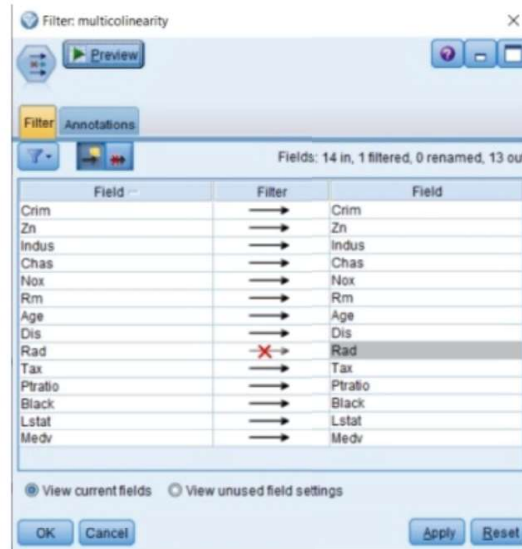 Filter: multicolinearity
Preview
Filter Annotations
Fields: 14 in, 1 filtered, 0 renamed, 13 ou
Field Filter Field
Crim Crim
Zn Zn
Indus Indus
Chas Chas
Nox Nox
Rm Rm
Age Age
Dis Dis
Rad Rad
Tax Tax
Ptratio Ptratio
Black Black
Lstat Lstat
Medv Medv
View current fields View unused field settings
OK Cancel Apply Reset